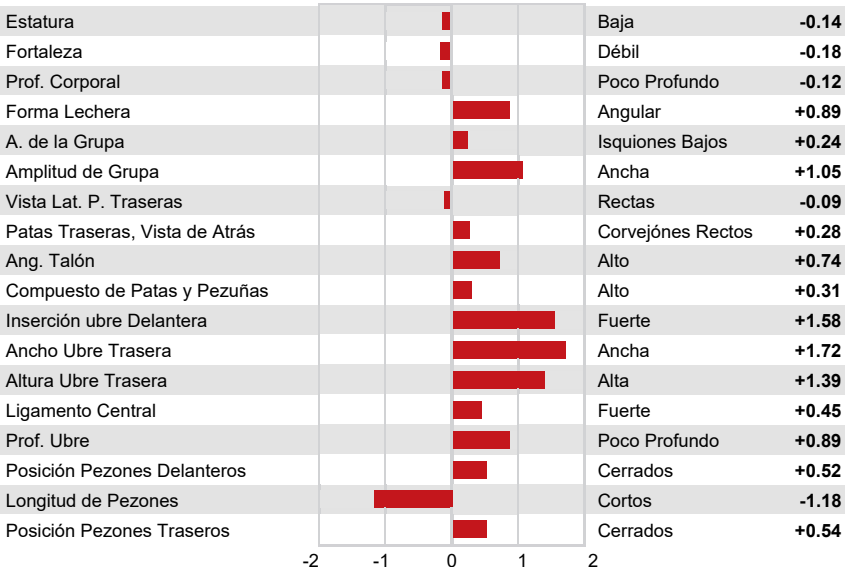 Estatura Baja -0.14
Fortaleza Débil -0.18
Prof. Corporal Poco Profundo -0.12
Forma Lechera Angular +0.89
A. de la Grupa Isquiones Bajos +0.24
Amplitud de Grupa Ancha +1.05
Vista Lat. P. Traseras Rectas -0.09
Patas Traseras, Vista de Atrás Corvejónes Rectos +0.28
Ang. Talón Alto +0.74
Compuesto de Patas y Pezuñas Alto +0.31
Inserción ubre Delantera Fuerte +1.58
Ancho Ubre Trasera Ancha +1.72
Altura Ubre Trasera Alta +1.39
Ligamento Central Fuerte +0.45
Prof. Ubre Poco Profundo +0.89
Posición Pezones Delanteros Cerrados +0.52
Longitud de Pezones Cortos -1.18
Posición Pezones Traseros Cerrados +0.54
-2 -1 0 1 2